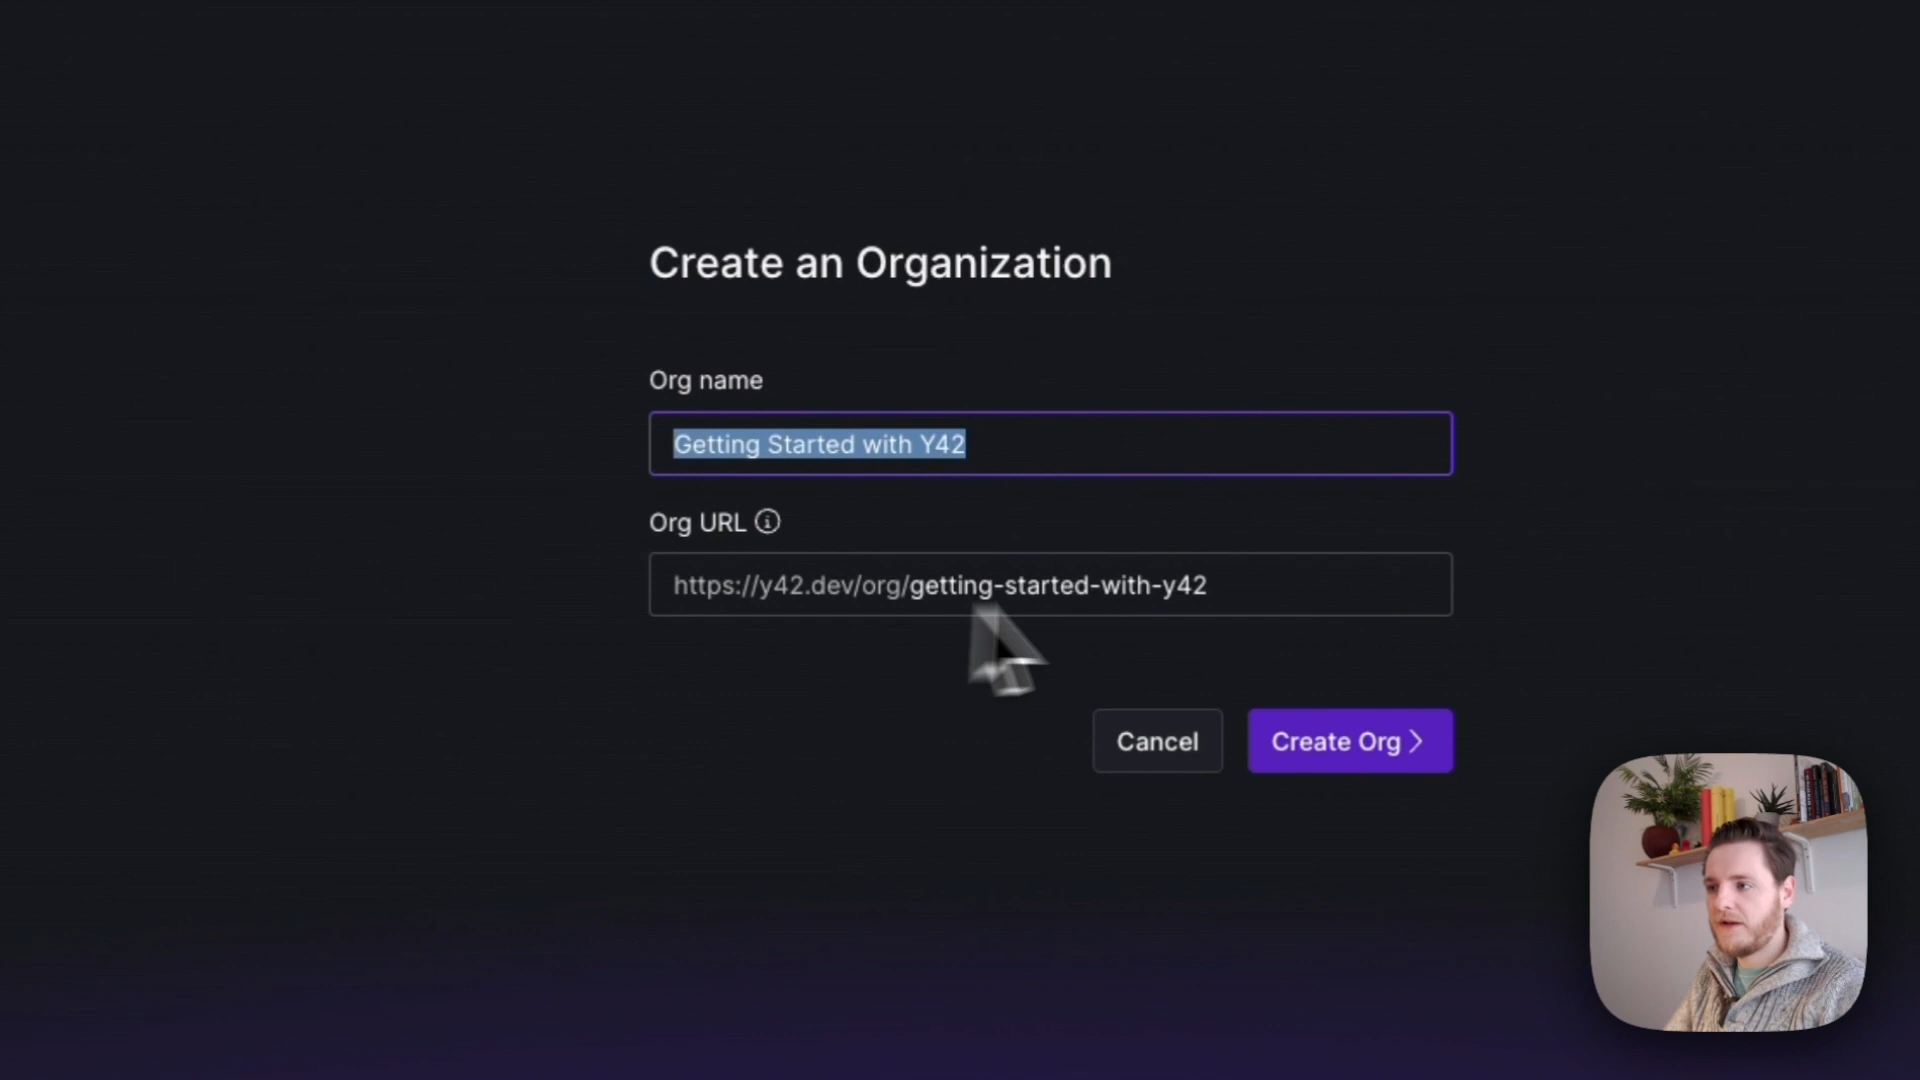 Create an Organization
Org name
Getting Started with Y42
Org URL
https://y42.dev/org/getting-started-with-y42
Cancel
Create Org